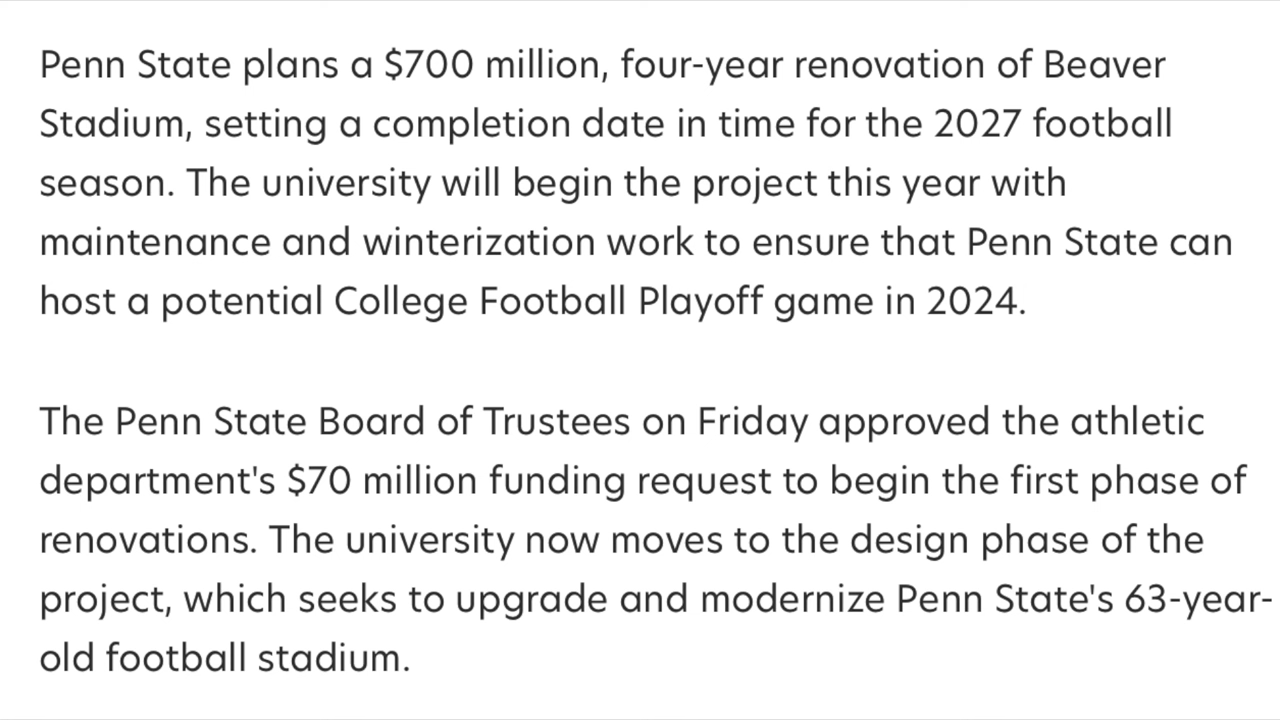 Penn State plans a $700 million, four-year renovation of Beaver
Stadium, setting a completion date in time for the 2027 football
season. The university will begin the project this year with
maintenance and winterization work to ensure that Penn State can
host a potential College Football Playoff game in 2024.
The Penn State Board of Trustees on Friday approved the athletic
department's $70 million funding request to begin the first phase of
renovations. The university now moves to the design phase of the
project, which seeks to upgrade and modernize Penn State's 63-year-
old football stadium.